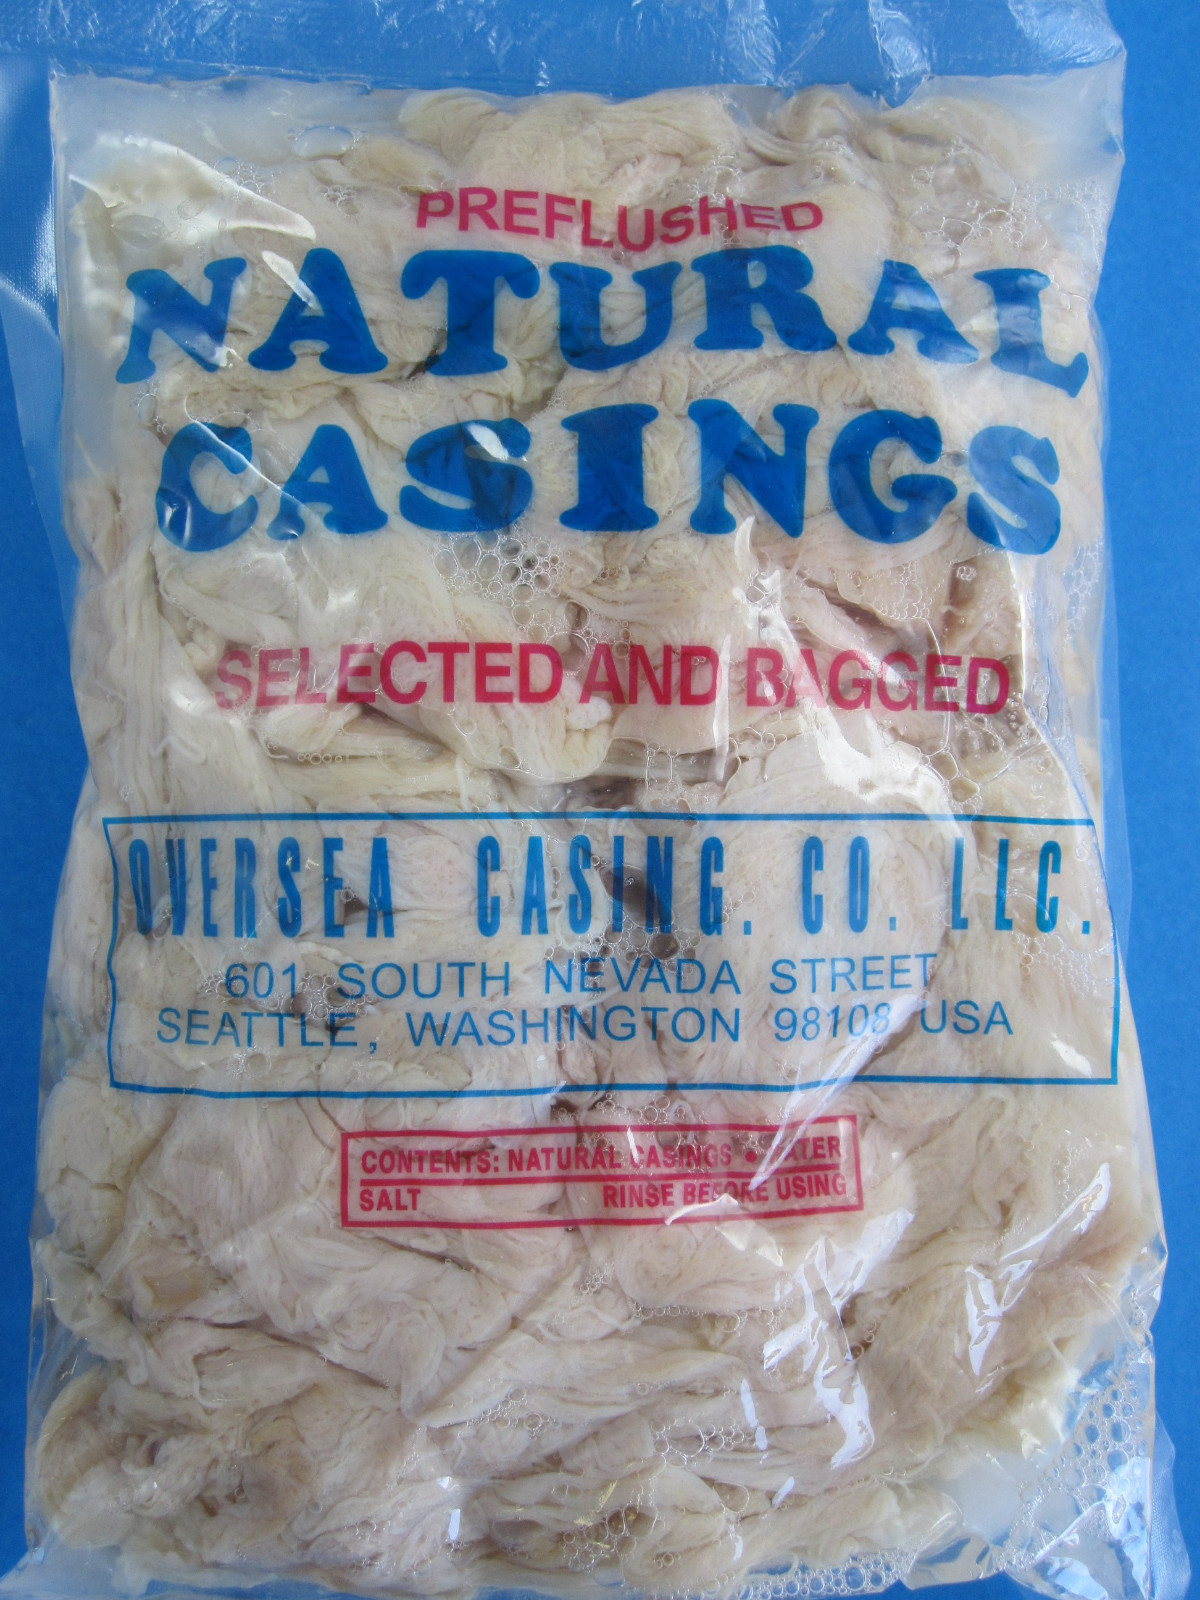 PREFLUSHED
NATURAL
CASINGS
SELECTED AND BAGGED
OVERSEA CASING. CO. LLC.
601 SOUTH NEVADA STREET
SEATTLE, WASHINGTON 98108 USA
CONTENTS: NATURAL CASINGS • WATER
SALT RINSE BEFORE USING